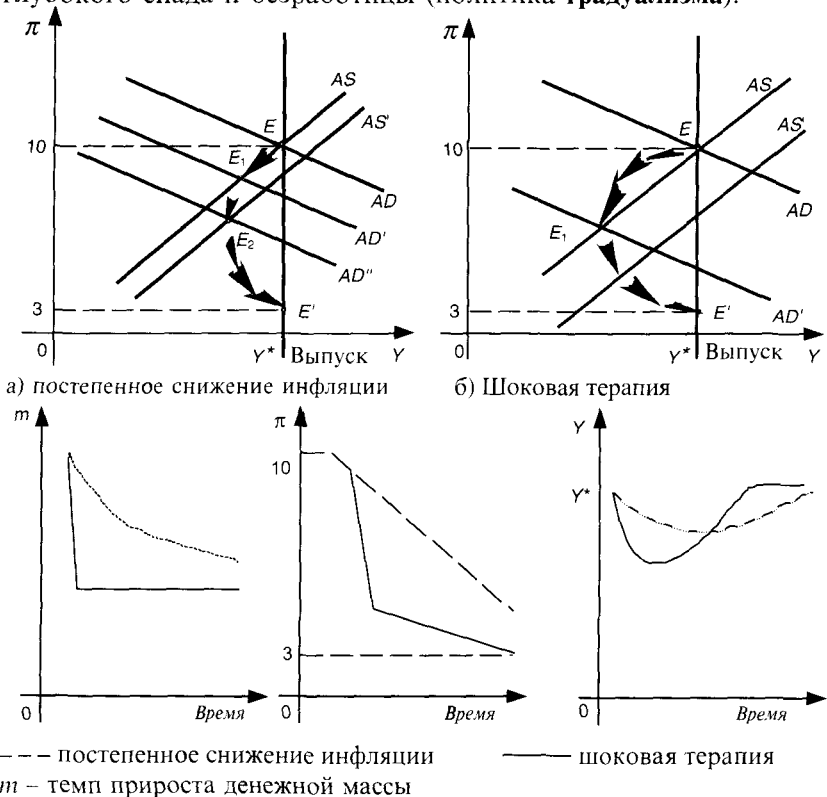 глубокого спада и безработицы (политика градуализма).
π
AS
AS'
E
10
E₁
AD
E₂
AD'
AD"
3
E'
0
Y* Выпуск Y
а) постепенное снижение инфляции
π
AS
AS'
E
10
AD
E₁
3
E'
AD'
0
Y* Выпуск Y
б) Шоковая терапия
m
0
Время
π
10
3
0
Время
Y
Y*
0
Время
--- постепенное снижение инфляции
—— шоковая терапия
m – темп прироста денежной массы